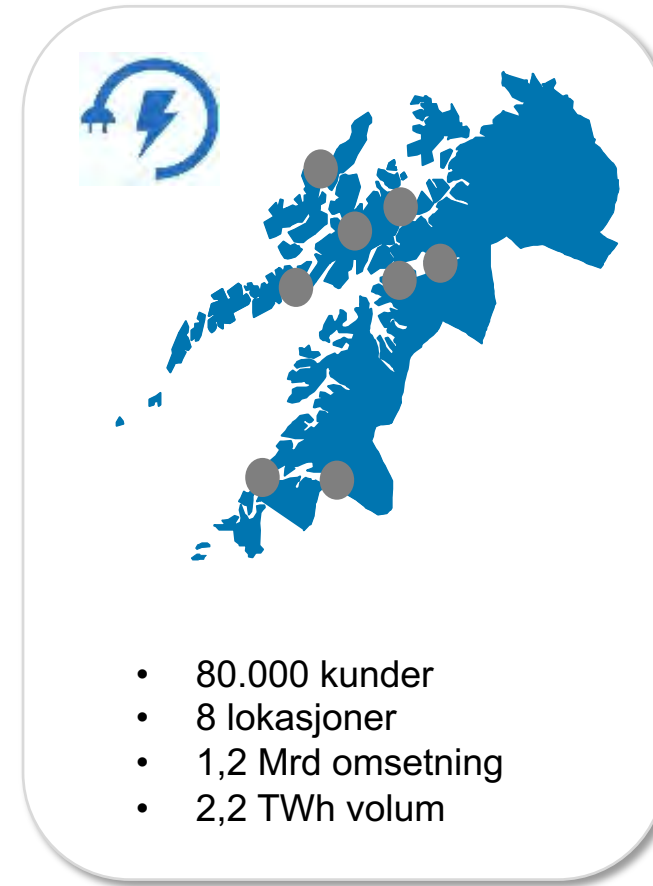 • 80.000 kunder
• 8 lokasjoner
• 1,2 Mrd omsetning
• 2,2 TWh volum